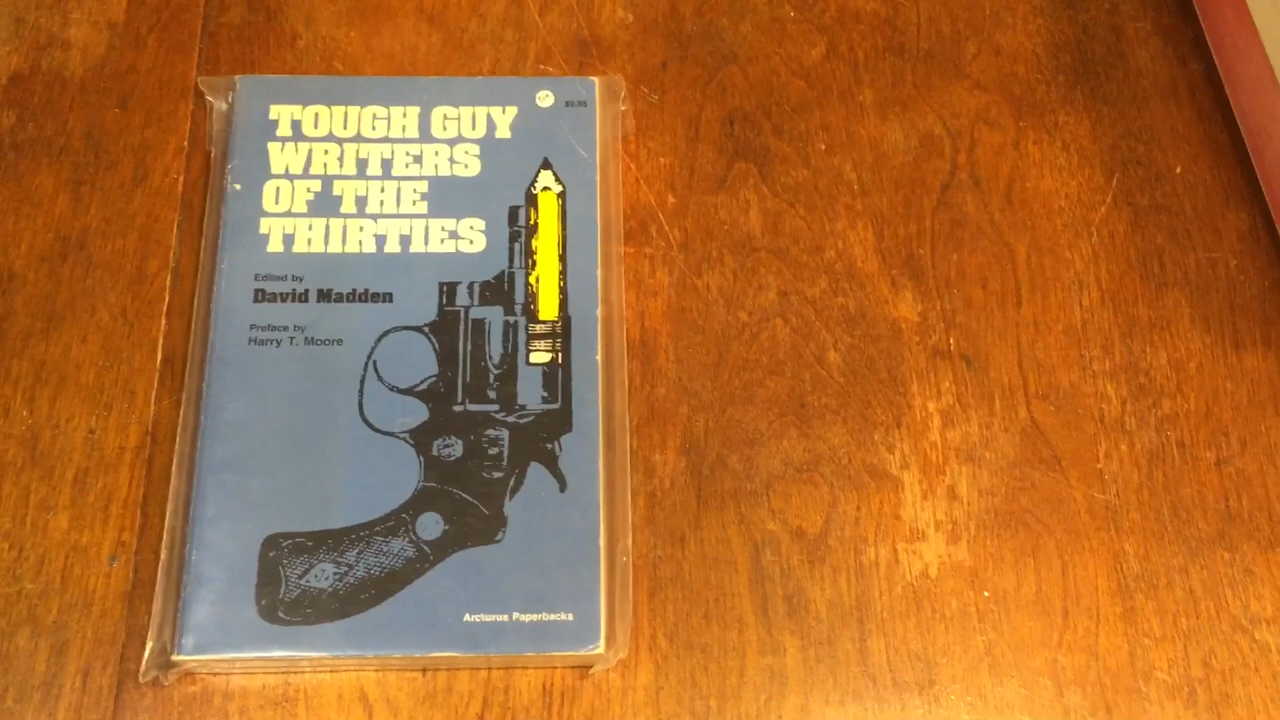 TOUGH GUY
WRITERS
OF THE
THIRTIES
Edited by
David Madden
Preface by
Harry T. Moore
Arcturus Paperbacks